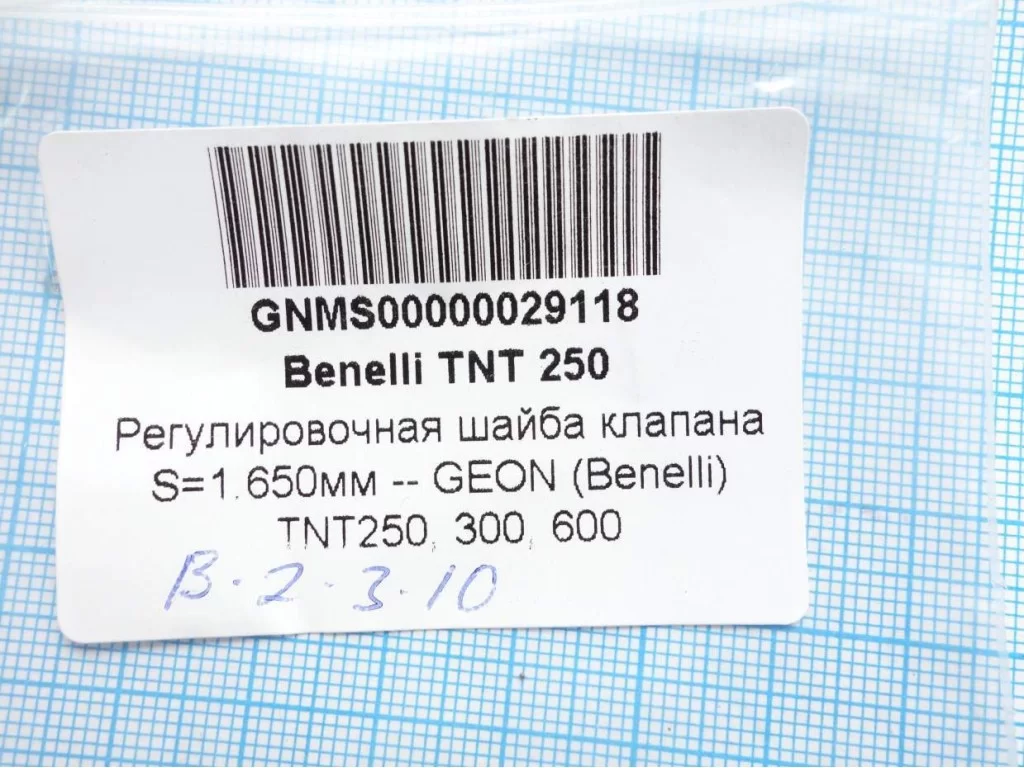 GNMS00000029118
Benelli TNT 250
Регулировочная шайба клапана
S=1.650мм -- GEON (Benelli)
TNT250, 300, 600
В-2-3-10